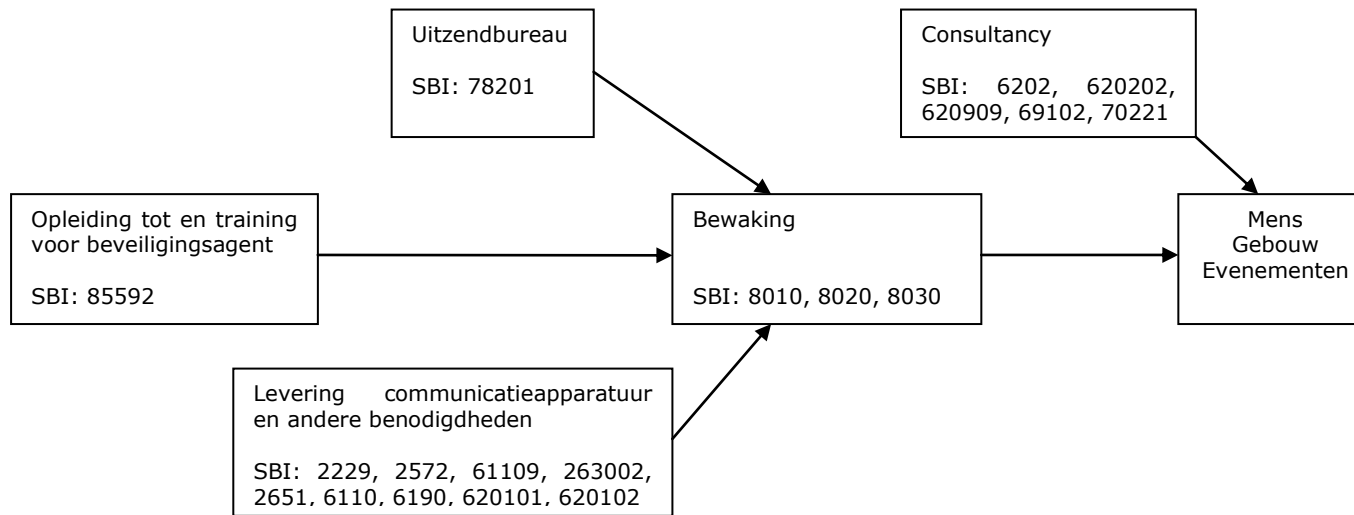 Uitzendbureau
SBI: 78201
Consultancy
SBI: 6202, 620202,
620909, 69102, 70221
Opleiding tot en training
voor beveiligingsagent
SBI: 85592
Bewaking
SBI: 8010, 8020, 8030
Mens
Gebouw
Evenementen
Levering communicatieapparatuur
en andere benodigdheden
SBI: 2229, 2572, 61109, 263002,
2651, 6110, 6190, 620101, 620102